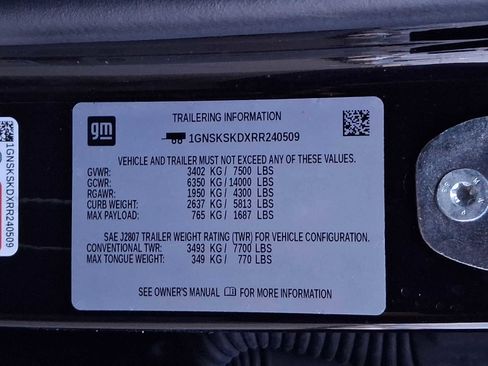 TRAILERING INFORMATION
gm
1GNSKSKDXRR240509
VEHICLE AND TRAILER MUST NOT EXCEED ANY OF THESE VALUES.
GVWR: 3402 KG / 7500 LBS
GCWR: 6350 KG / 14000 LBS
RGAWR: 1950 KG / 4300 LBS
CURB WEIGHT: 2637 KG / 5813 LBS
MAX PAYLOAD: 765 KG / 1687 LBS
SAE J2807 TRAILER WEIGHT RATING (TWR) FOR VEHICLE CONFIGURATION.
CONVENTIONAL TWR: 3493 KG / 7700 LBS
MAX TONGUE WEIGHT: 349 KG / 770 LBS
SEE OWNER'S MANUAL FOR MORE INFORMATION
1GNSKSKDXRR240509